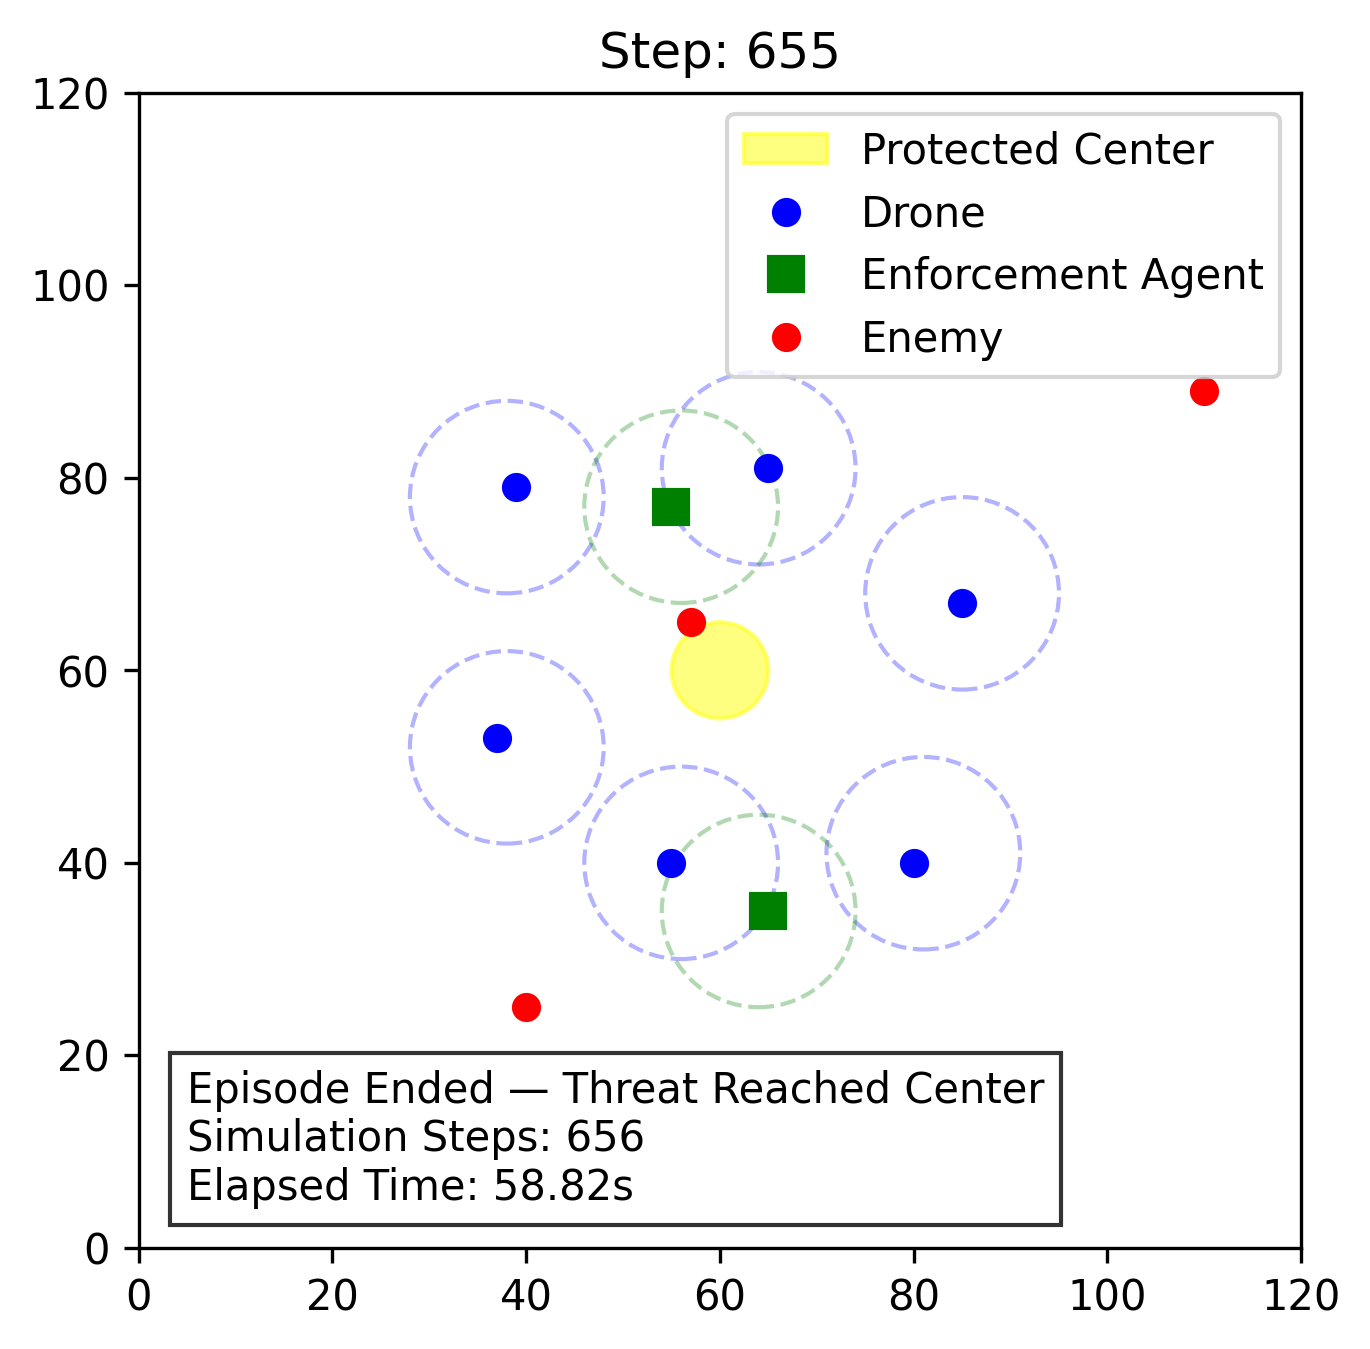 Step: 655
120
100
80
60
40
20
0
0 20 40 60 80 100 120
Protected Center
Drone
Enforcement Agent
Enemy
Episode Ended — Threat Reached Center
Simulation Steps: 656
Elapsed Time: 58.82s